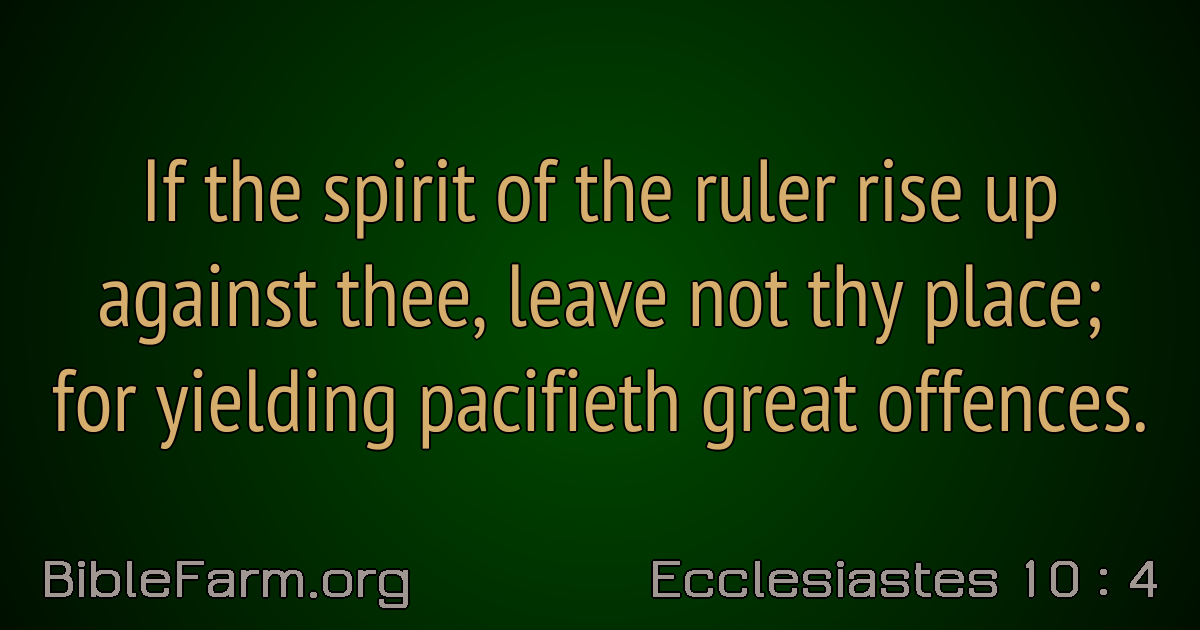 If the spirit of the ruler rise up
against thee, leave not thy place;
for yielding pacifieth great offences.
BibleFarm.org
Ecclesiastes 10 : 4